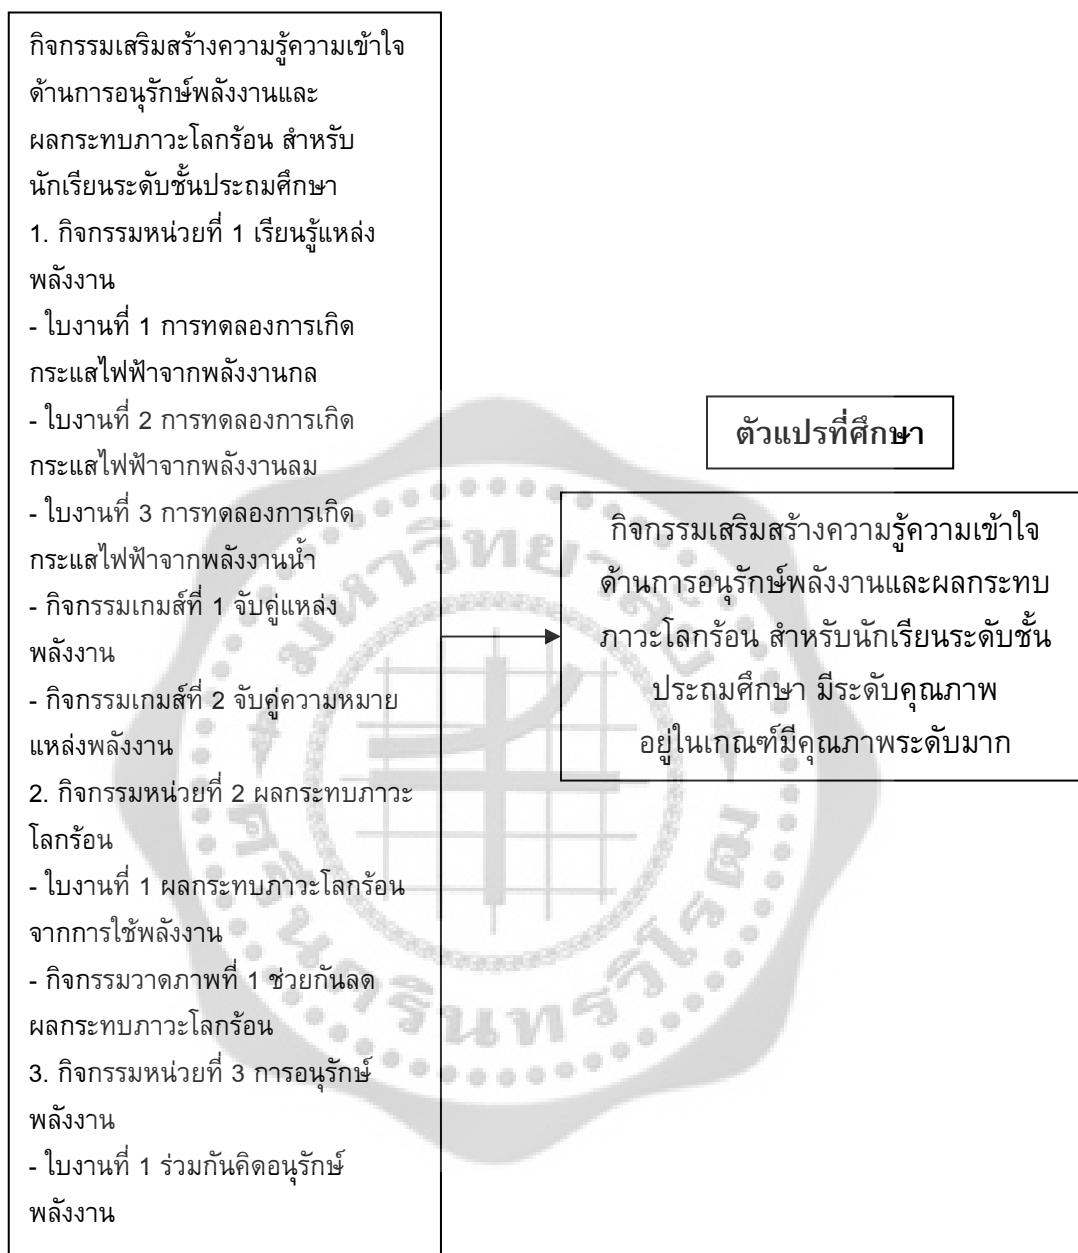 กิจกรรมเสริมสร้างความรู้ความเข้าใจ
ด้านการอนุรักษ์พลังงานและ
ผลกระทบภาวะโลกร้อน สำหรับ
นักเรียนระดับชั้นประถมศึกษา
1. กิจกรรมหน่วยที่ 1 เรียนรู้แหล่ง
พลังงาน
- ใบงานที่ 1 การทดลองการเกิด
กระแสไฟฟ้าจากพลังงานกล
- ใบงานที่ 2 การทดลองการเกิด
กระแสไฟฟ้าจากพลังงานลม
- ใบงานที่ 3 การทดลองการเกิด
กระแสไฟฟ้าจากพลังงานน้ำ
- กิจกรรมเกมส์ที่ 1 จับคู่แหล่ง
พลังงาน
- กิจกรรมเกมส์ที่ 2 จับคู่ความหมาย
แหล่งพลังงาน
2. กิจกรรมหน่วยที่ 2 ผลกระทบภาวะ
โลกร้อน
- ใบงานที่ 1 ผลกระทบภาวะโลกร้อน
จากการใช้พลังงาน
- กิจกรรมวาดภาพที่ 1 ช่วยกันลด
ผลกระทบภาวะโลกร้อน
3. กิจกรรมหน่วยที่ 3 การอนุรักษ์
พลังงาน
- ใบงานที่ 1 ร่วมกันคิดอนุรักษ์
พลังงาน
ตัวแปรที่ศึกษา
กิจกรรมเสริมสร้างความรู้ความเข้าใจ
ด้านการอนุรักษ์พลังงานและผลกระทบ
ภาวะโลกร้อน สำหรับนักเรียนระดับชั้น
ประถมศึกษา มีระดับคุณภาพ
อยู่ในเกณฑ์มีคุณภาพระดับมาก
มหาวิทยาลัย
ศรีนครินทรวิโรฒ